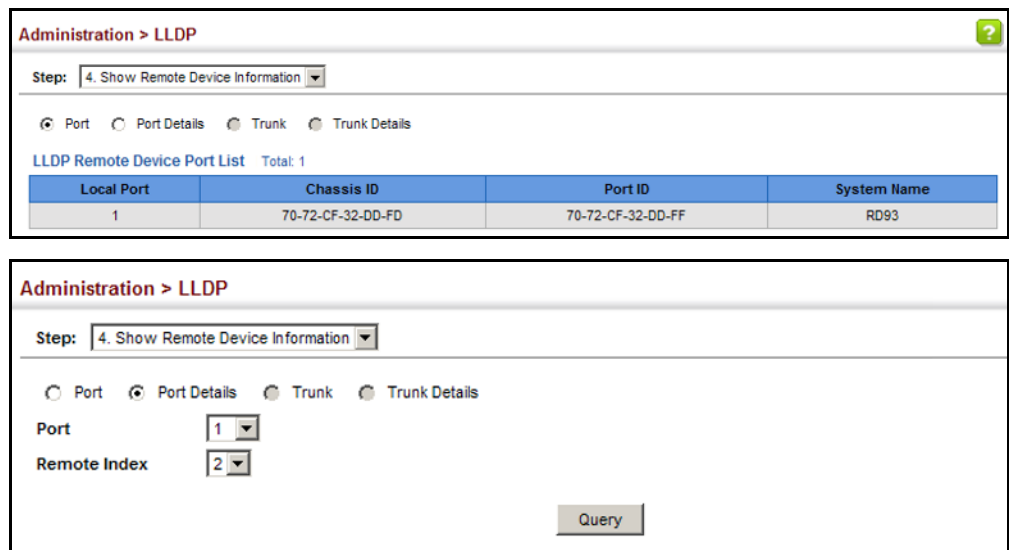 Administration > LLDP
?
Step: 4. Show Remote Device Information
Port Port Details Trunk Trunk Details
LLDP Remote Device Port List Total: 1
Local Port Chassis ID Port ID System Name
1 70-72-CF-32-DD-FD 70-72-CF-32-DD-FF RD93
Administration > LLDP
Step: 4. Show Remote Device Information
Port Port Details Trunk Trunk Details
Port 1
Remote Index 2
Query